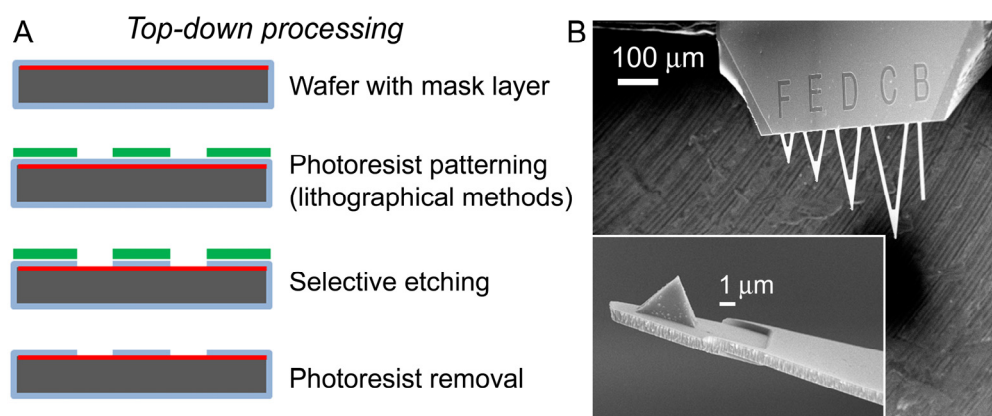 A
Top-down processing
Wafer with mask layer
Photoresist patterning
(lithographical methods)
Selective etching
Photoresist removal
B
100 μm
F E D C B
1 μm